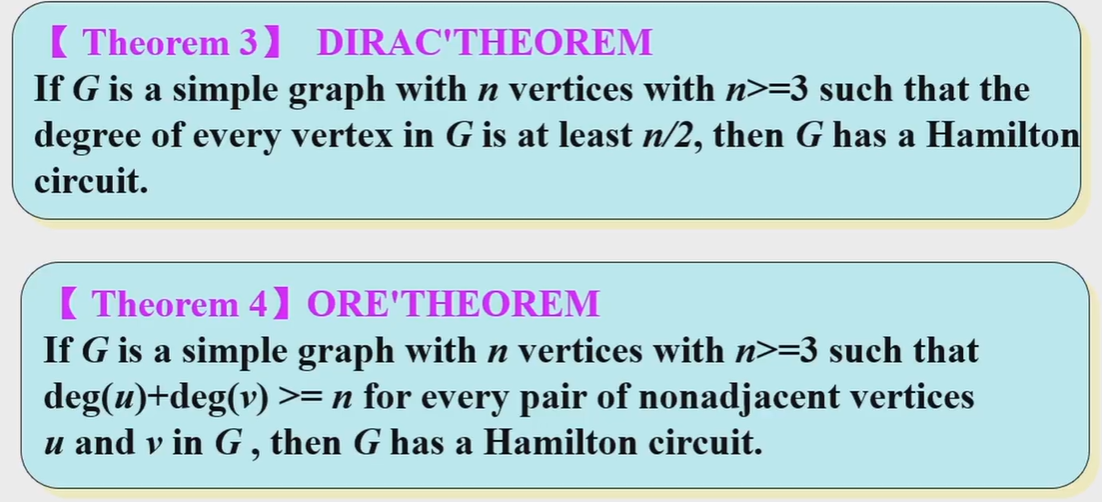 【 Theorem 3】 DIRAC'THEOREM
If G is a simple graph with n vertices with n>=3 such that the
degree of every vertex in G is at least n/2, then G has a Hamilton
circuit.
【 Theorem 4】ORE'THEOREM
If G is a simple graph with n vertices with n>=3 such that
deg(u)+deg(v) >= n for every pair of nonadjacent vertices
u and v in G , then G has a Hamilton circuit.